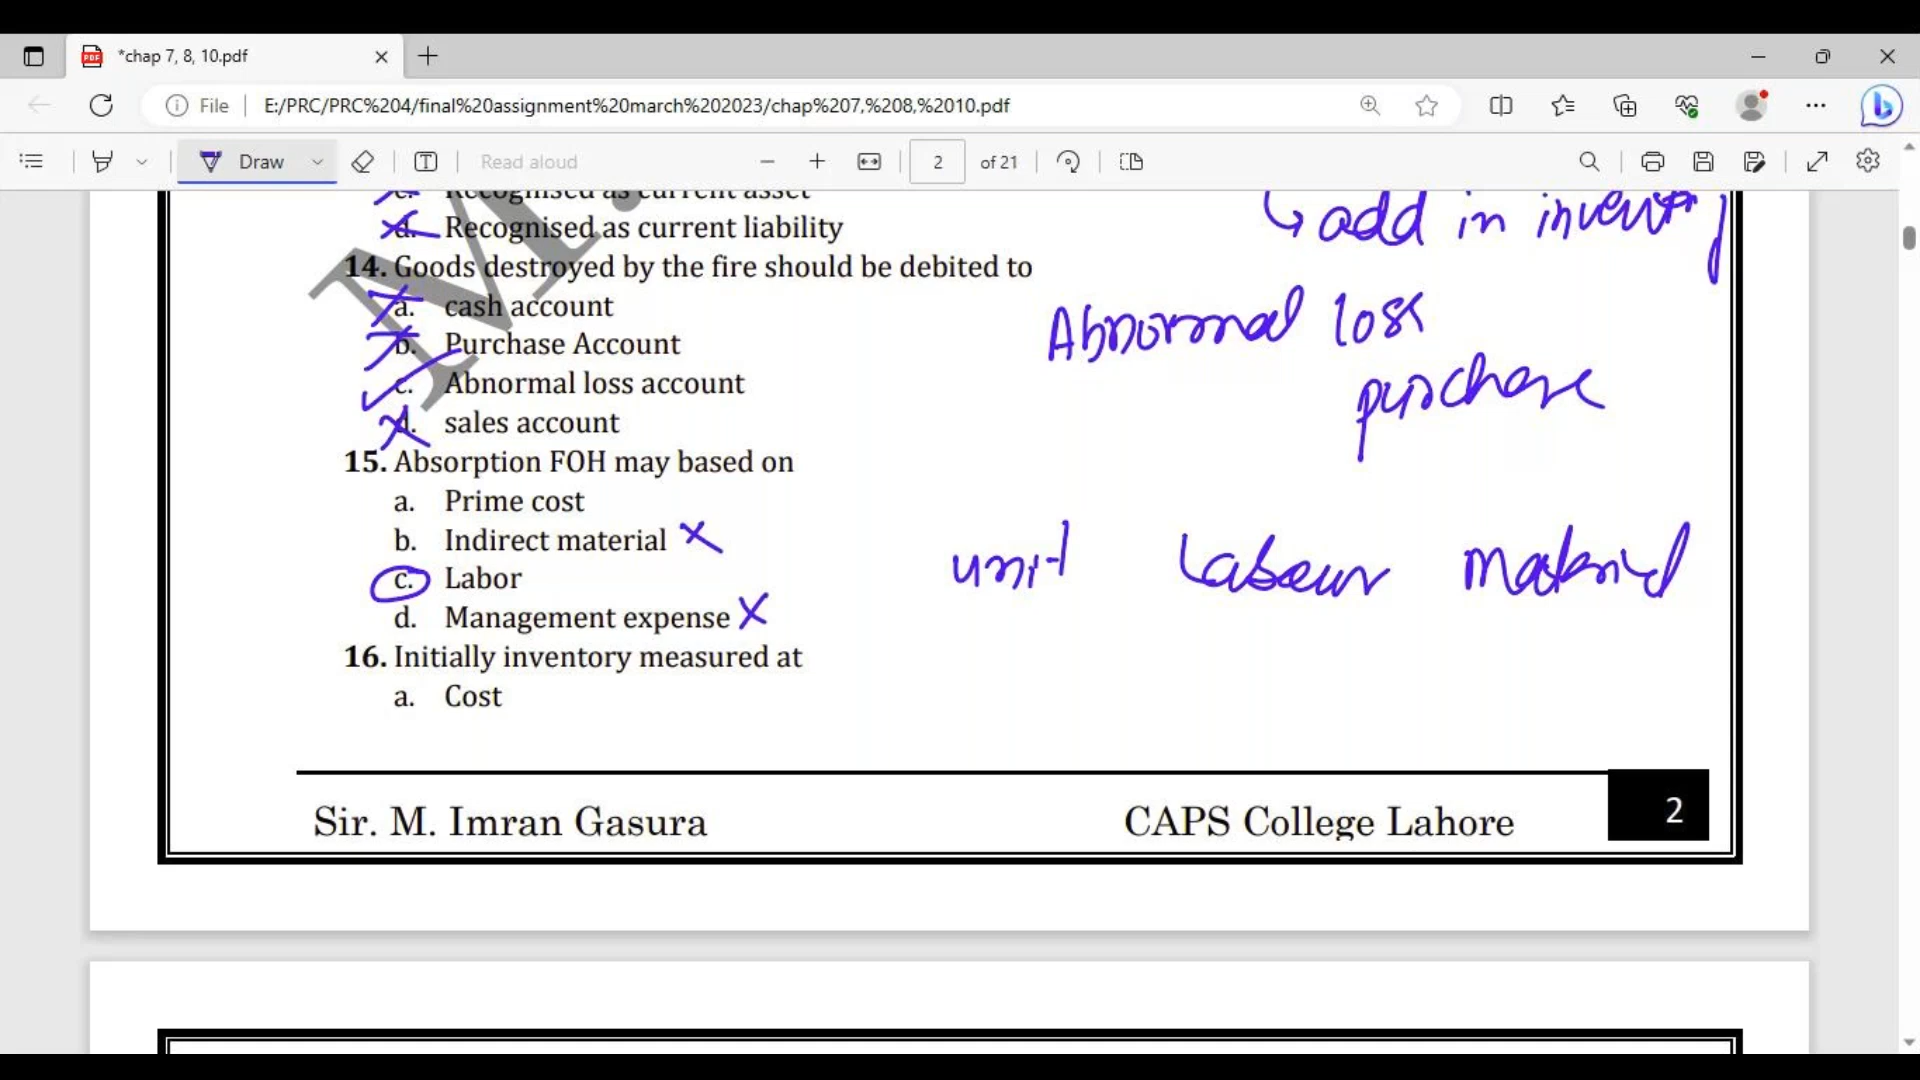 *chap 7, 8, 10.pdf
File E:/PRC/PRC%204/final%20assignment%20march%202023/chap%207,%208,%2010.pdf
Draw Read aloud 2 of 21
c. Recognised as current asset
d. Recognised as current liability
add in inventory
14. Goods destroyed by the fire should be debited to
a. cash account
Abnormal loss
b. Purchase Account
c. Abnormal loss account
purchase
d. sales account
15. Absorption FOH may based on
a. Prime cost
b. Indirect material
unit Labour material
c. Labor
d. Management expense
16. Initially inventory measured at
a. Cost
Sir. M. Imran Gasura CAPS College Lahore 2
M.